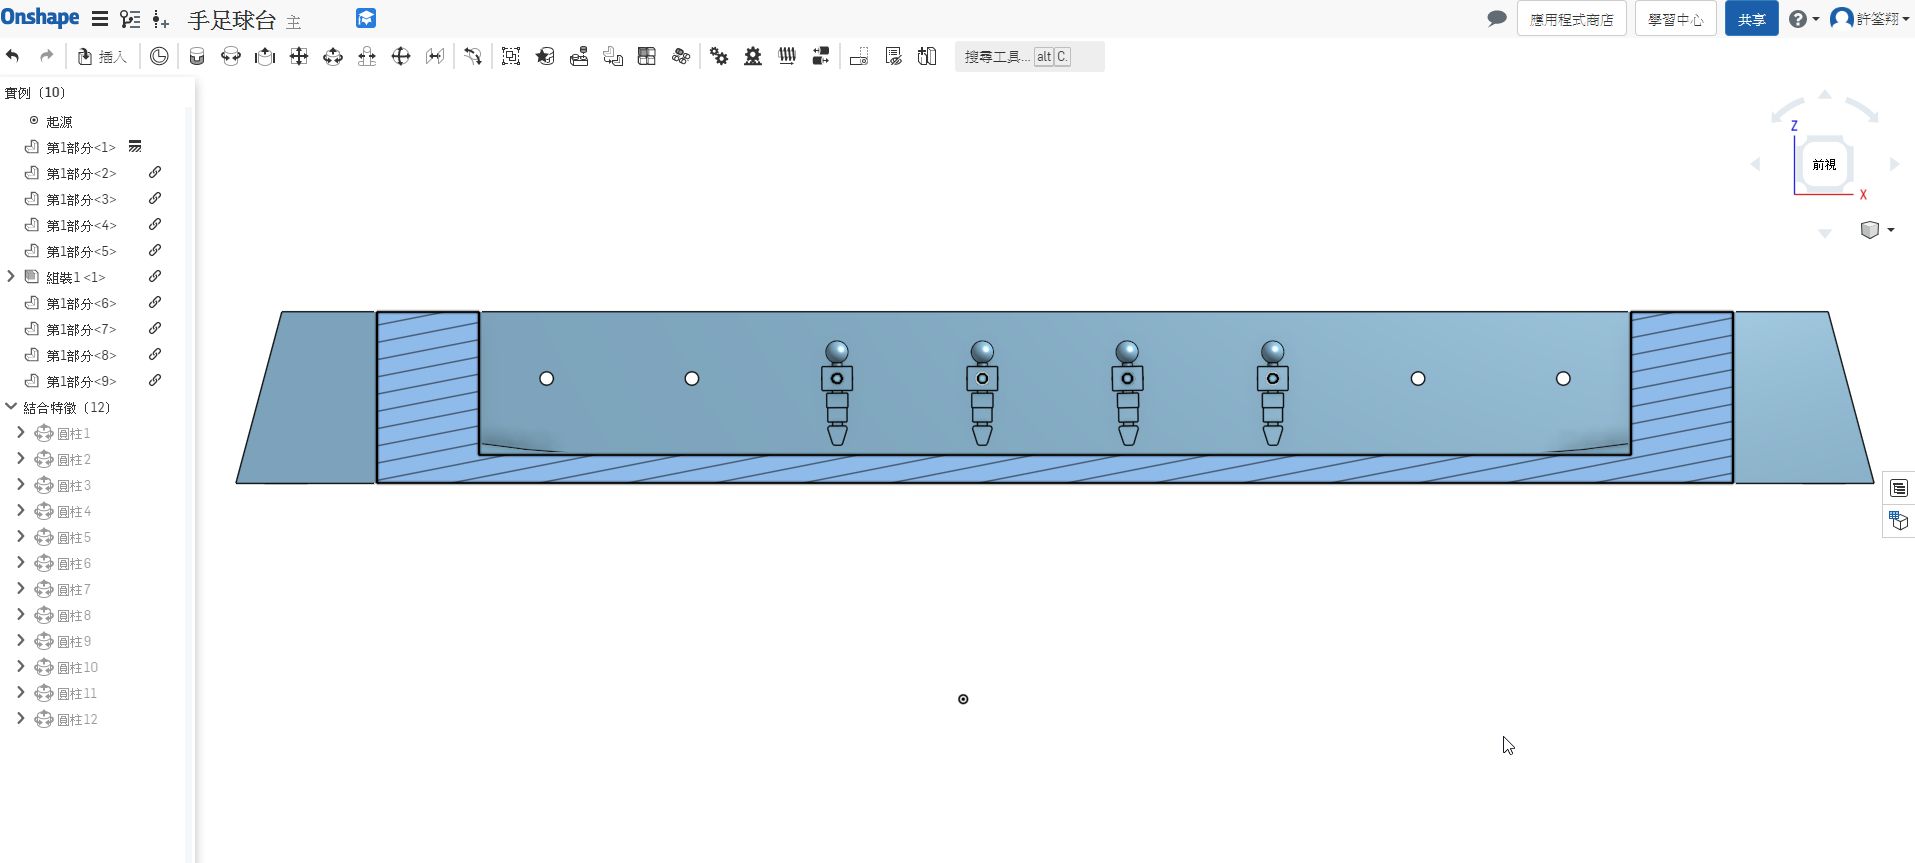 Onshape
手足球台 主
應用程式商店
學習中心
共享
許筌翔
插入
搜尋工具... alt C.
實例 (10)
起源
第1部分<1>
第1部分<2>
第1部分<3>
第1部分<4>
第1部分<5>
組裝1 <1>
第1部分<6>
第1部分<7>
第1部分<8>
第1部分<9>
結合特徵 (12)
圓柱1
圓柱2
圓柱3
圓柱4
圓柱5
圓柱6
圓柱7
圓柱8
圓柱9
圓柱10
圓柱11
圓柱12
Z
前視
X